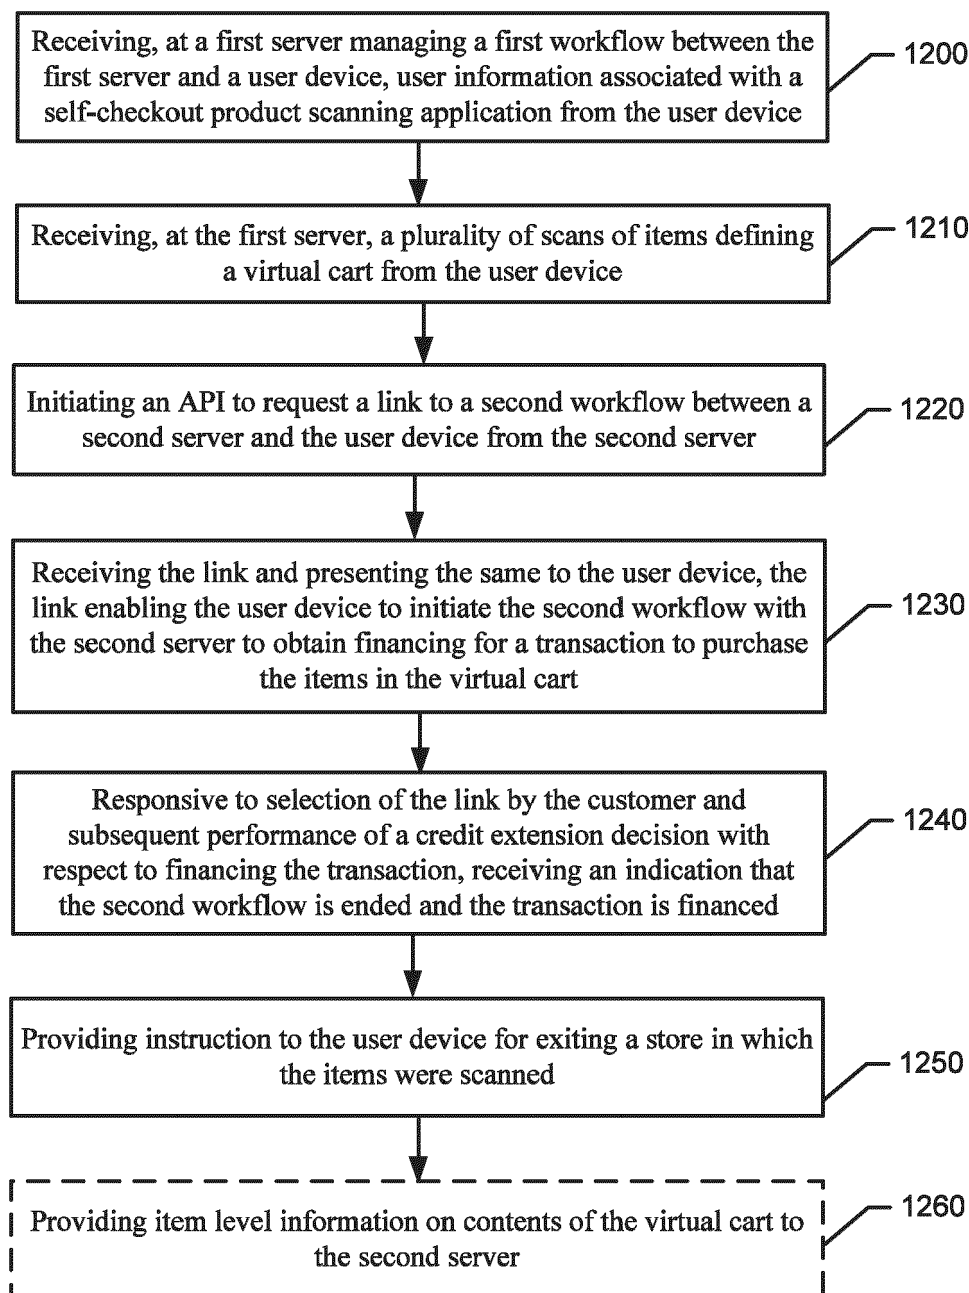 Receiving, at a first server managing a first workflow between the
first server and a user device, user information associated with a
self-checkout product scanning application from the user device
1200
Receiving, at the first server, a plurality of scans of items defining
a virtual cart from the user device
1210
Initiating an API to request a link to a second workflow between a
second server and the user device from the second server
1220
Receiving the link and presenting the same to the user device, the
link enabling the user device to initiate the second workflow with
the second server to obtain financing for a transaction to purchase
the items in the virtual cart
1230
Responsive to selection of the link by the customer and
subsequent performance of a credit extension decision with
respect to financing the transaction, receiving an indication that
the second workflow is ended and the transaction is financed
1240
Providing instruction to the user device for exiting a store in which
the items were scanned
1250
Providing item level information on contents of the virtual cart to
the second server
1260